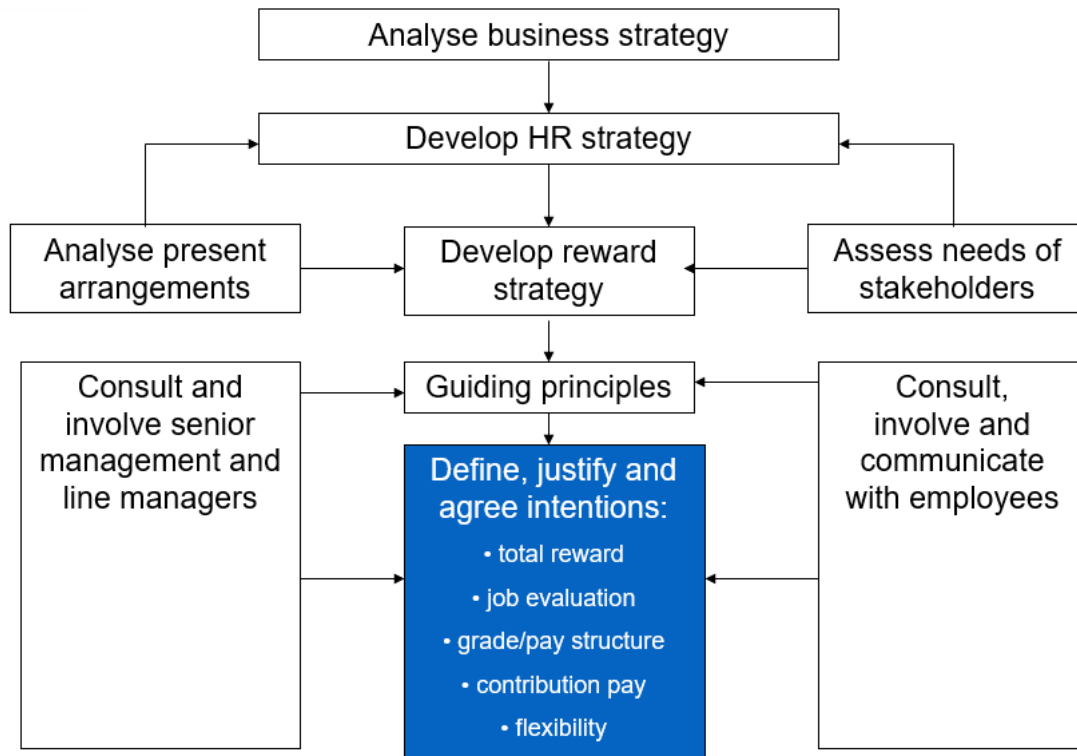 Analyse business strategy
Develop HR strategy
Analyse present
arrangements
Develop reward
strategy
Assess needs of
stakeholders
Consult and
involve senior
management and
line managers
Guiding principles
Consult,
involve and
communicate
with employees
Define, justify and
agree intentions:
• total reward
• job evaluation
• grade/pay structure
• contribution pay
• flexibility